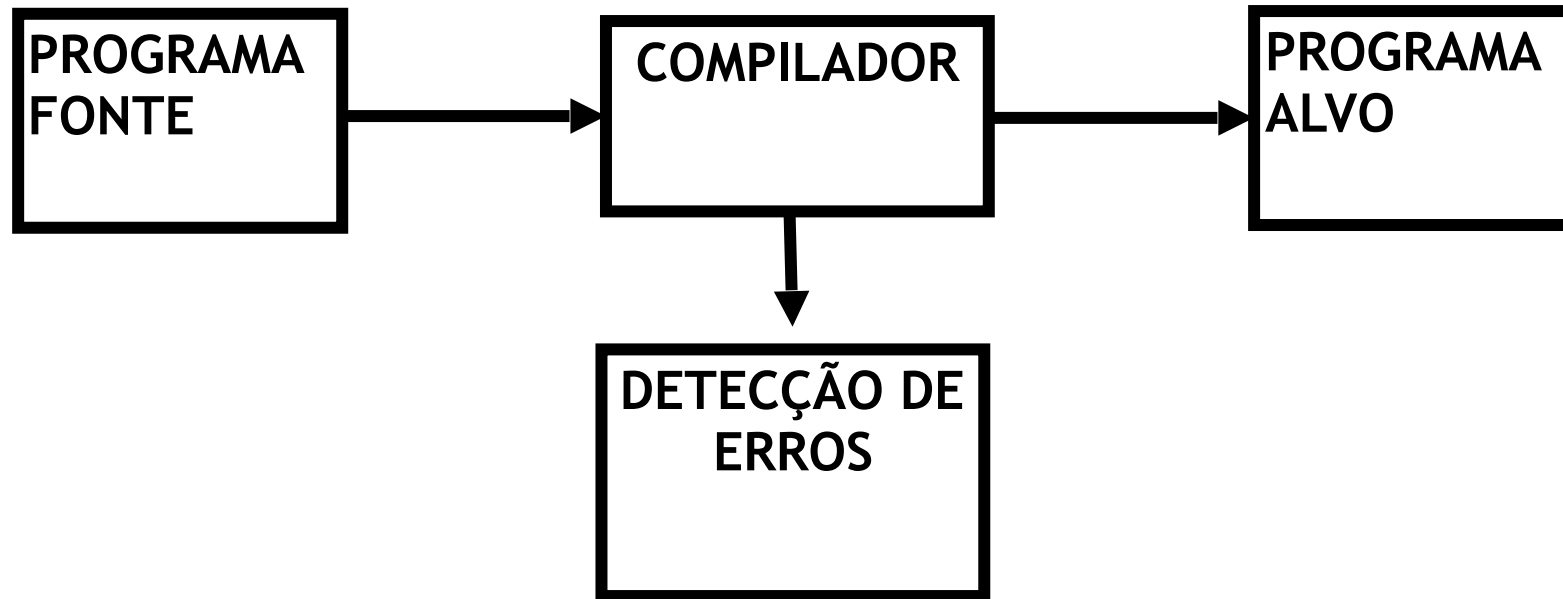 PROGRAMA
FONTE
COMPILADOR
PROGRAMA
ALVO
DETECÇÃO DE
ERROS